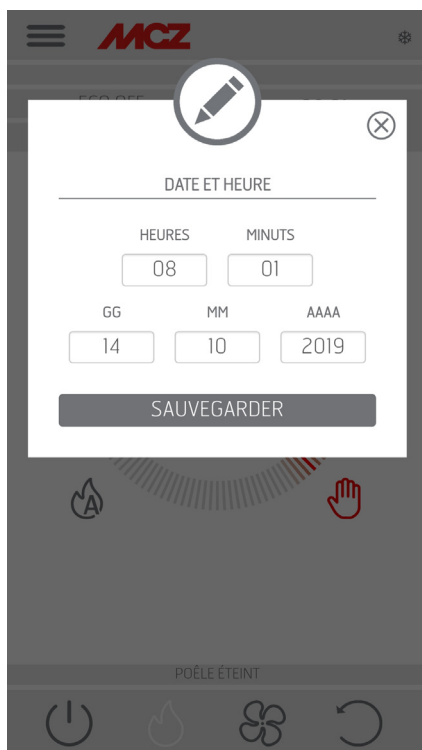 MCZ
DATE ET HEURE
HEURES MINUTS
08 01
GG MM AAAA
14 10 2019
SAUVEGARDER
A
POÊLE ÉTEINT